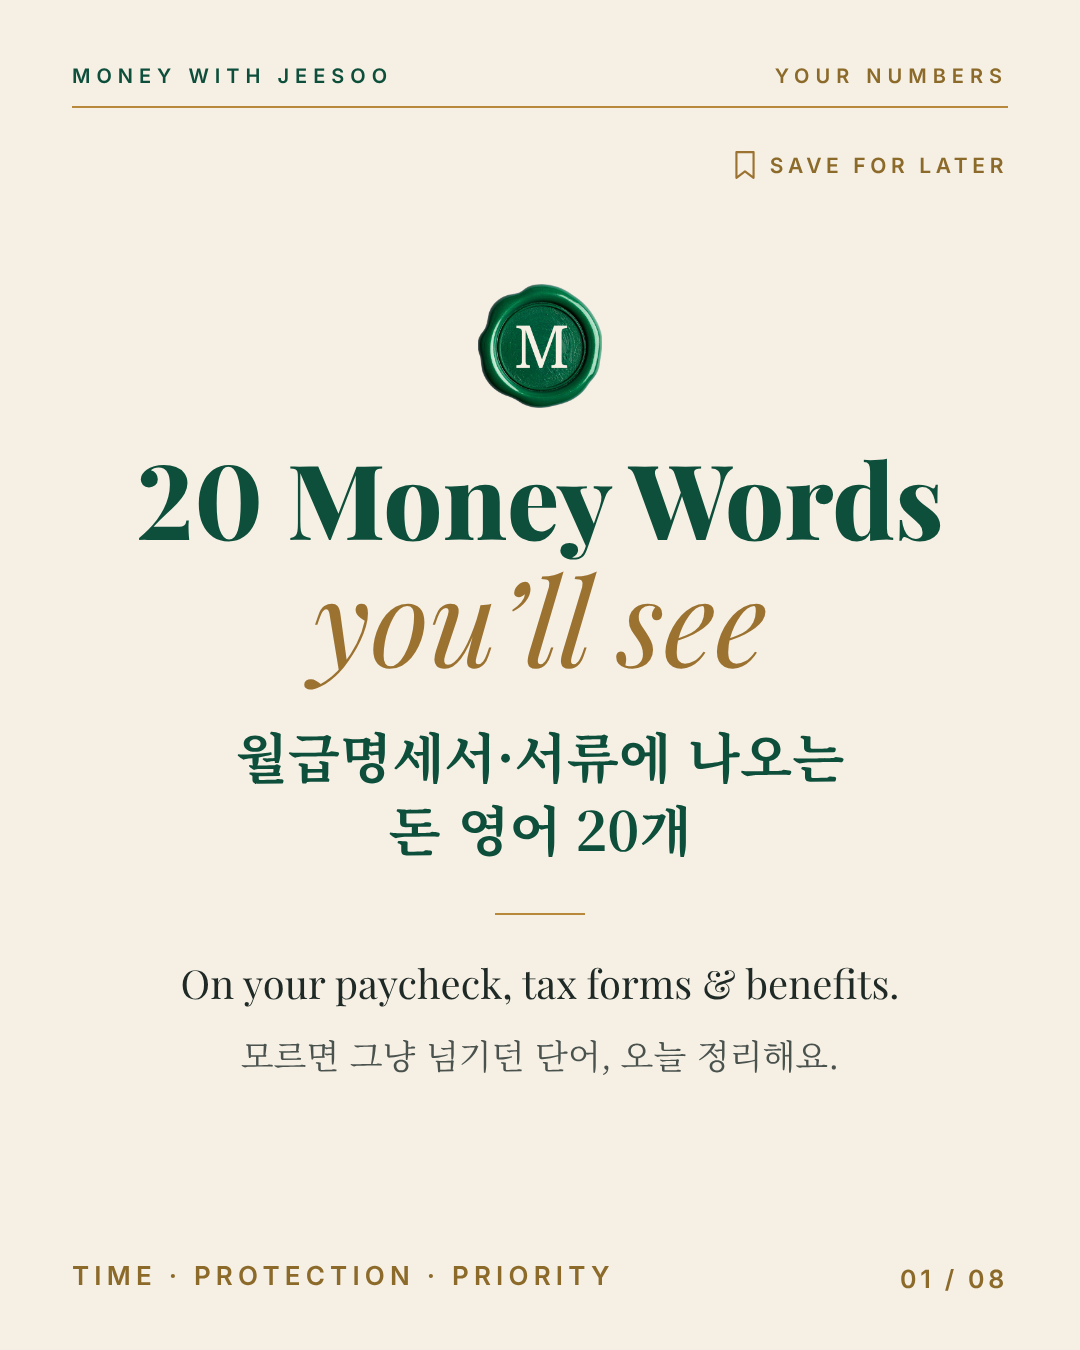 MONEY WITH JEESOO
YOUR NUMBERS
SAVE FOR LATER
M
20 Money Words
you’ll see
월급명세서·서류에 나오는
돈 영어 20개
On your paycheck, tax forms & benefits.
모르면 그냥 넘기던 단어, 오늘 정리해요.
TIME · PROTECTION · PRIORITY
01 / 08